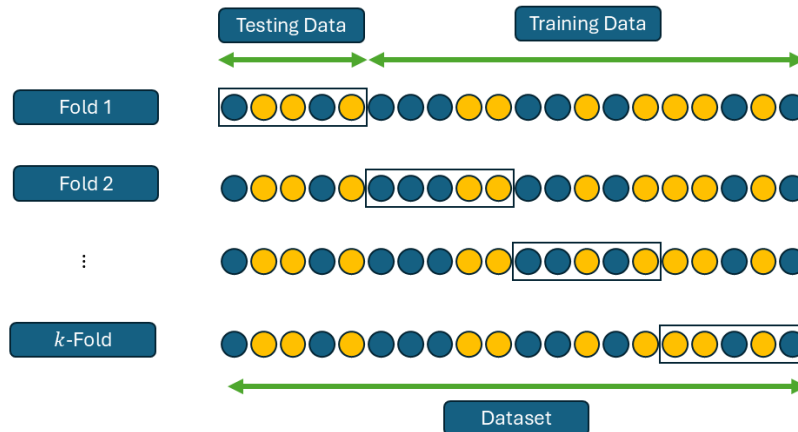 Testing Data
Training Data
Fold 1
Fold 2
⋮
k-Fold
Dataset